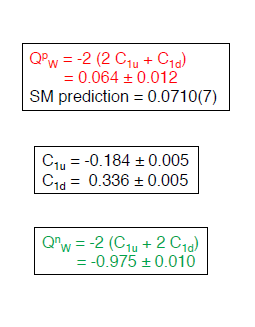 Qᵖw = -2 (2 C₁ᵤ + C₁d)
= 0.064 ± 0.012
SM prediction = 0.0710(7)
C₁ᵤ = -0.184 ± 0.005
C₁d = 0.336 ± 0.005
Qⁿw = -2 (C₁ᵤ + 2 C₁d)
= -0.975 ± 0.010